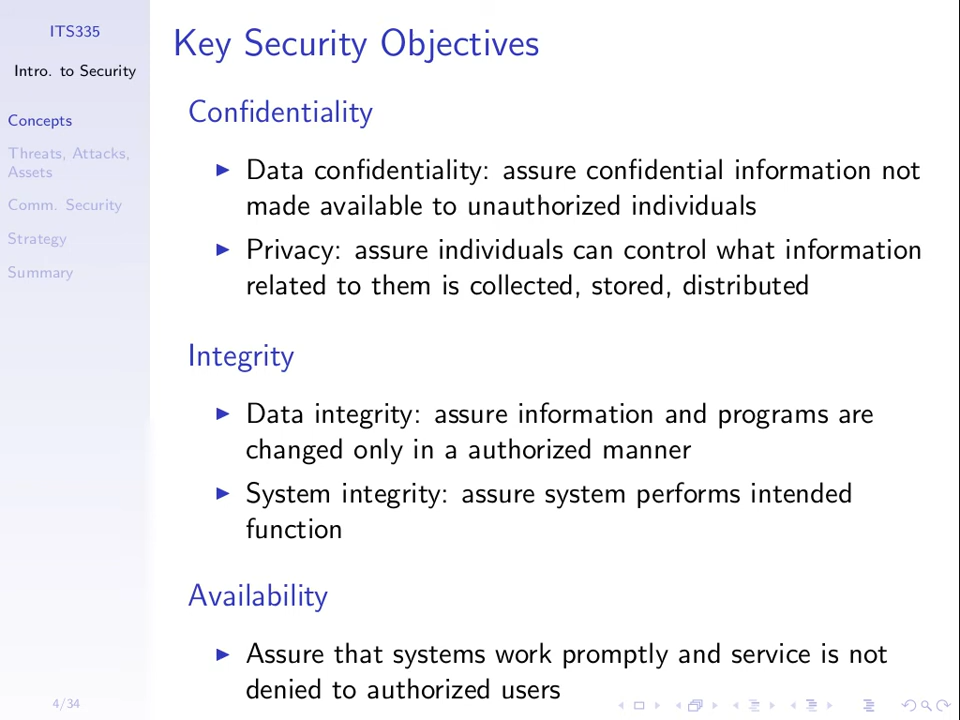 ITS335
Intro. to Security
Concepts
Threats, Attacks,
Assets
Comm. Security
Strategy
Summary
4/34
Key Security Objectives
Confidentiality
Data confidentiality: assure confidential information not
made available to unauthorized individuals
Privacy: assure individuals can control what information
related to them is collected, stored, distributed
Integrity
Data integrity: assure information and programs are
changed only in a authorized manner
System integrity: assure system performs intended
function
Availability
Assure that systems work promptly and service is not
denied to authorized users